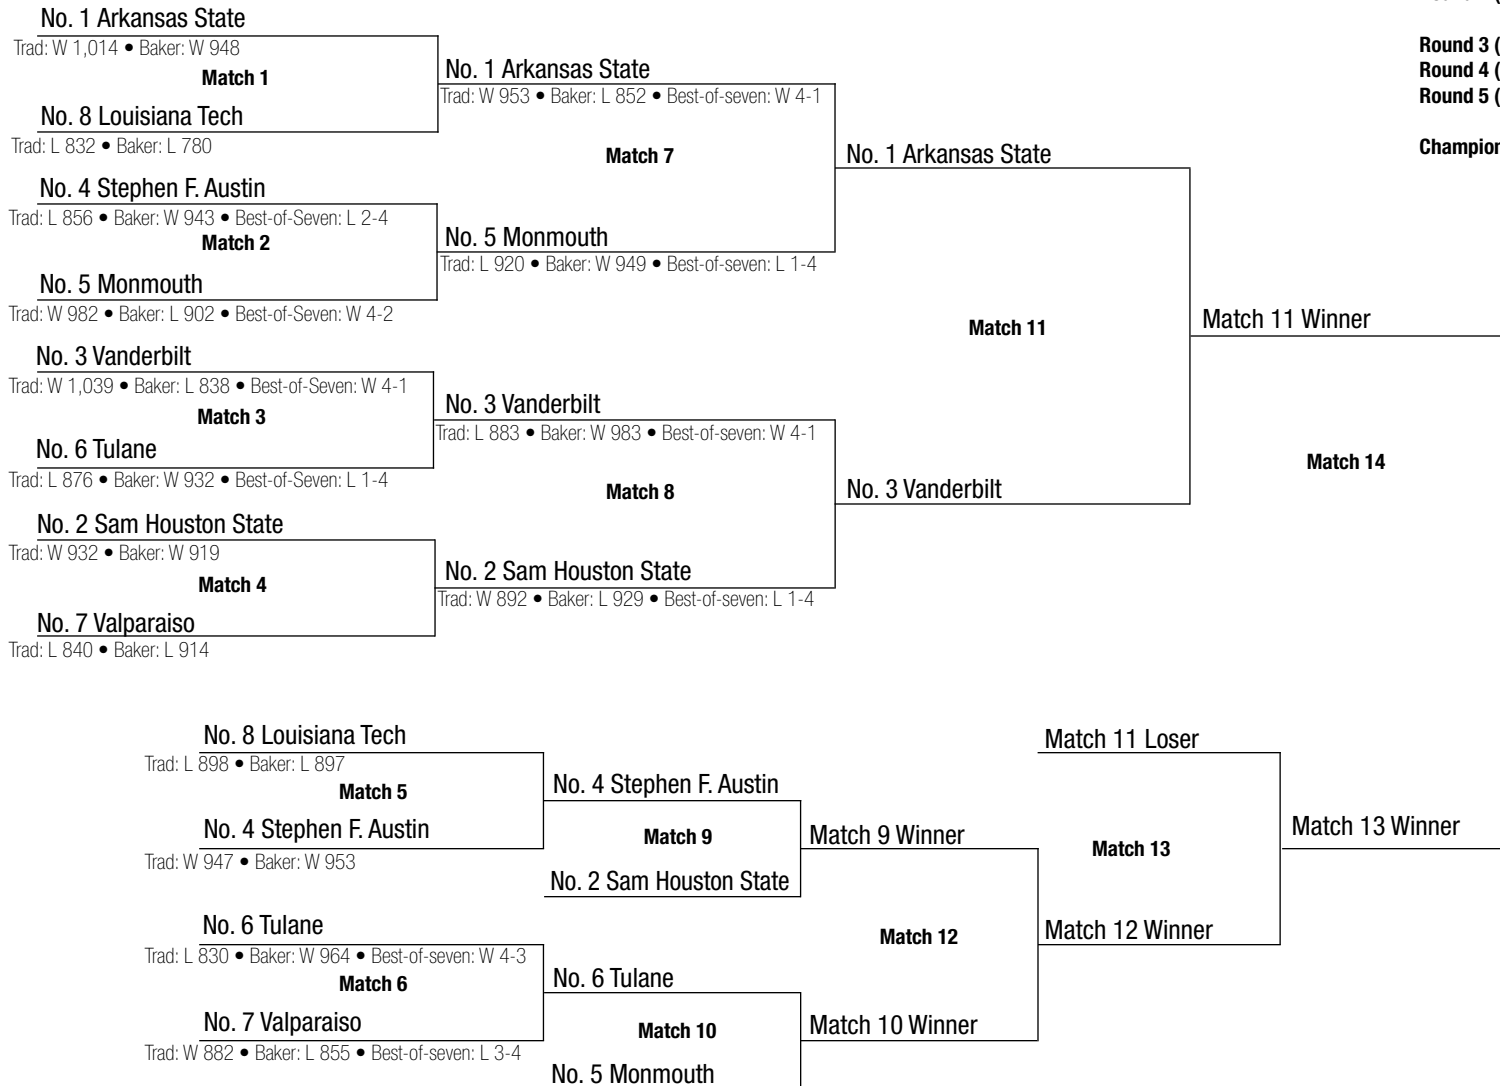 No. 1 Arkansas State
Trad: W 1,014 • Baker: W 948
Match 1
No. 8 Louisiana Tech
Trad: L 832 • Baker: L 780
No. 4 Stephen F. Austin
Trad: L 856 • Baker: W 943 • Best-of-Seven: L 2-4
Match 2
No. 5 Monmouth
Trad: W 982 • Baker: L 902 • Best-of-Seven: W 4-2
No. 3 Vanderbilt
Trad: W 1,039 • Baker: L 838 • Best-of-Seven: W 4-1
Match 3
No. 6 Tulane
Trad: L 876 • Baker: W 932 • Best-of-Seven: L 1-4
No. 2 Sam Houston State
Trad: W 932 • Baker: W 919
Match 4
No. 7 Valparaiso
Trad: L 840 • Baker: L 914
No. 1 Arkansas State
Trad: W 953 • Baker: L 852 • Best-of-seven: W 4-1
Match 7
No. 5 Monmouth
Trad: L 920 • Baker: W 949 • Best-of-seven: L 1-4
No. 3 Vanderbilt
Trad: L 883 • Baker: W 983 • Best-of-seven: W 4-1
Match 8
No. 2 Sam Houston State
Trad: W 892 • Baker: L 929 • Best-of-seven: L 1-4
No. 1 Arkansas State
Match 11
No. 3 Vanderbilt
Match 11 Winner
Match 14
Round 3 (
Round 4 (
Round 5 (
Champion
No. 8 Louisiana Tech
Trad: L 898 • Baker: L 897
Match 5
No. 4 Stephen F. Austin
Trad: W 947 • Baker: W 953
No. 6 Tulane
Trad: L 830 • Baker: W 964 • Best-of-seven: W 4-3
Match 6
No. 7 Valparaiso
Trad: W 882 • Baker: L 855 • Best-of-seven: L 3-4
No. 4 Stephen F. Austin
Match 9
No. 2 Sam Houston State
No. 6 Tulane
Match 10
No. 5 Monmouth
Match 9 Winner
Match 12
Match 10 Winner
Match 11 Loser
Match 13
Match 12 Winner
Match 13 Winner